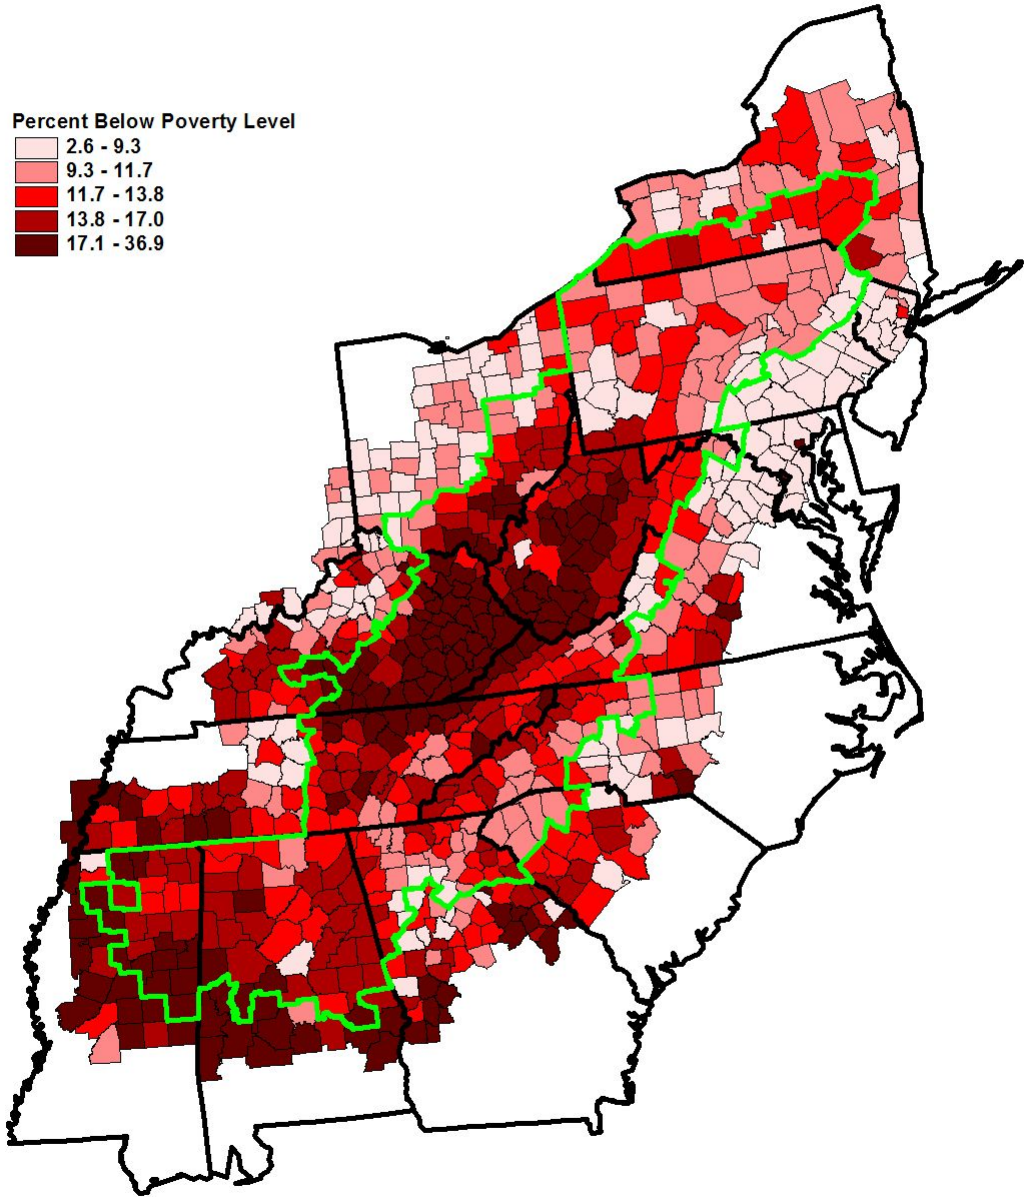 Percent Below Poverty Level
2.6 - 9.3
9.3 - 11.7
11.7 - 13.8
13.8 - 17.0
17.1 - 36.9